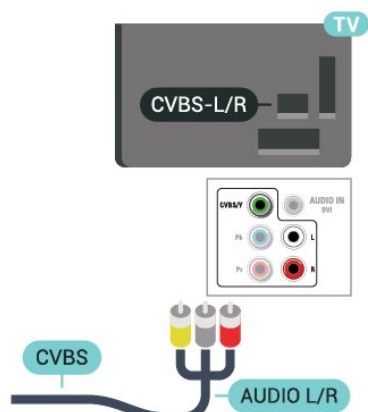 TV
CVBS-L/R
CVBS/Y
AUDIO IN
DVI
Pb
L
Pr
R
CVBS
AUDIO L/R